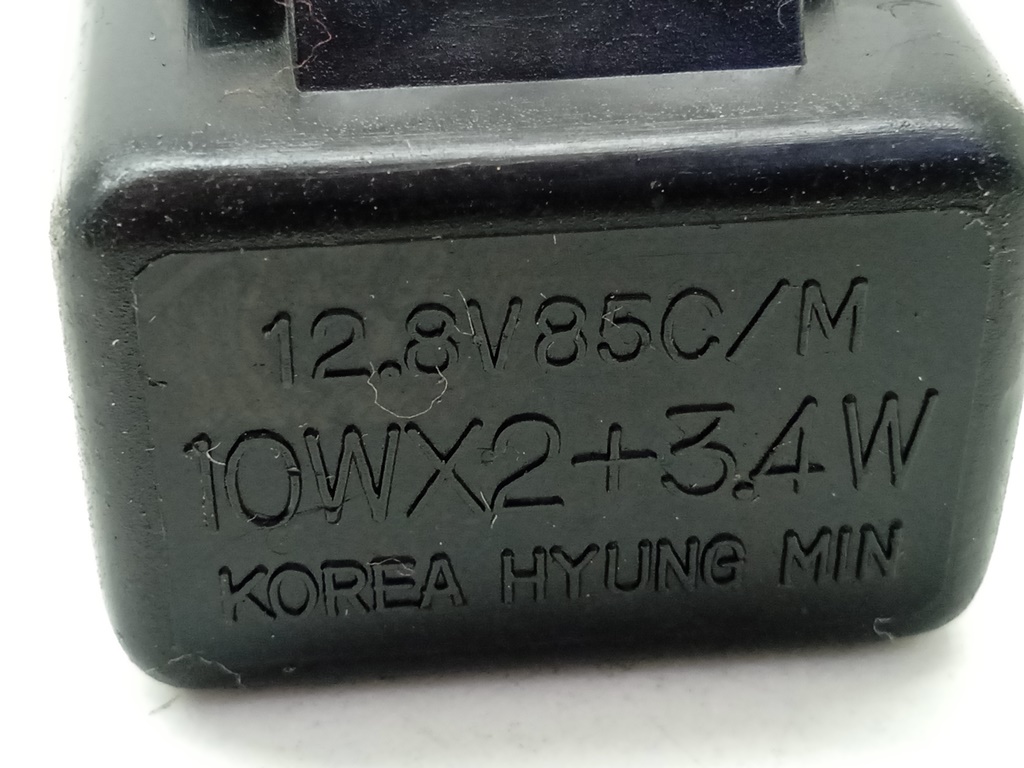 12.8V85C/M
10WX2+3.4W
KOREA HYUNG MIN